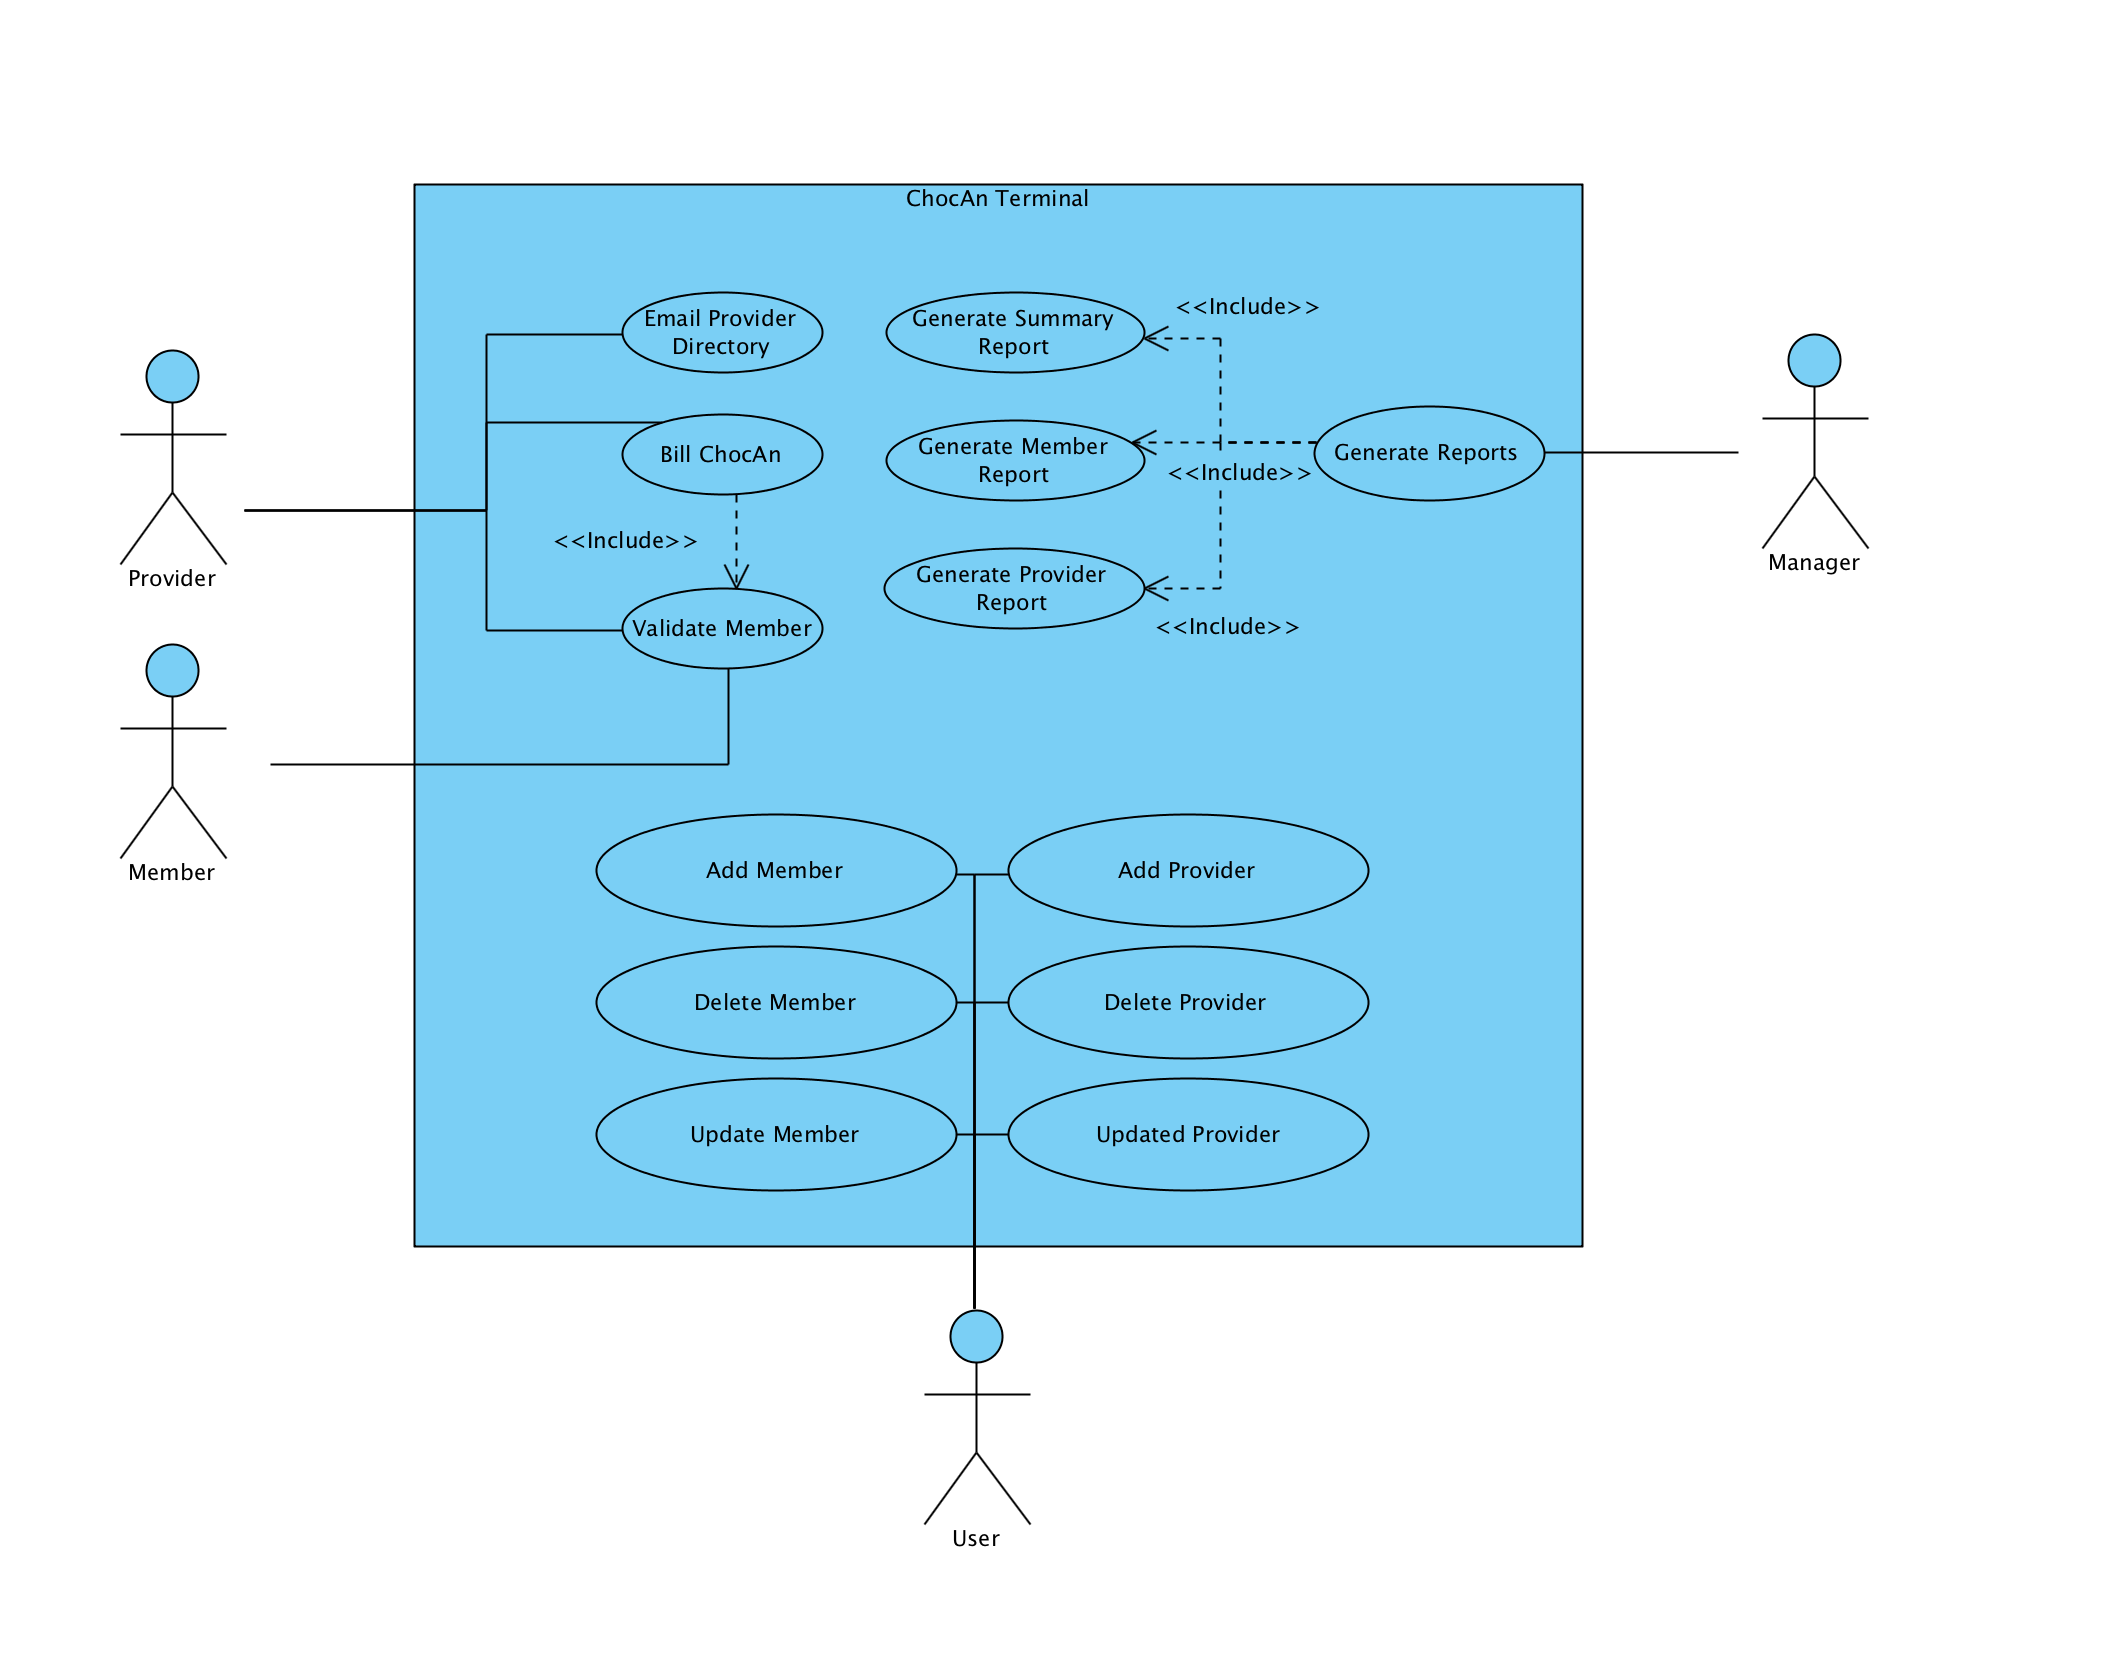 ChocAn Terminal
Email Provider
Directory
Generate Summary
Report
<<Include>>
Bill ChocAn
Generate Member
Report
<<Include>>
Generate Reports
<<Include>>
Generate Provider
Report
<<Include>>
Validate Member
Provider
Manager
Member
Add Member
Add Provider
Delete Member
Delete Provider
Update Member
Updated Provider
User